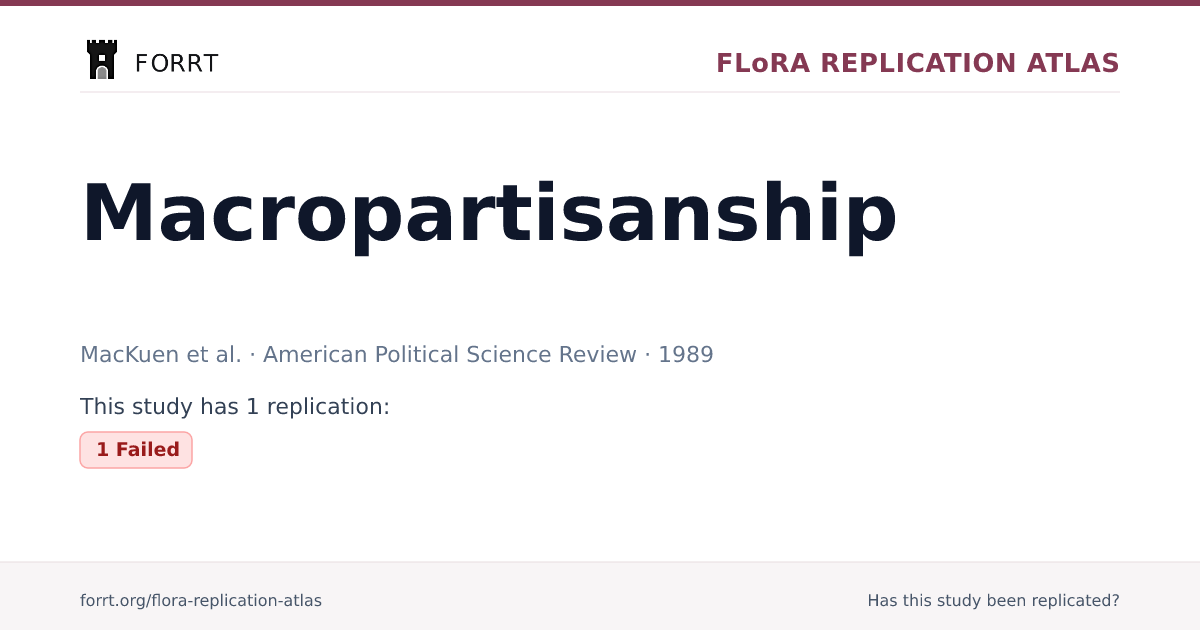 FORRT
FLoRA REPLICATION ATLAS
Macropartisanship
MacKuen et al. · American Political Science Review · 1989
This study has 1 replication:
1 Failed
forrt.org/flora-replication-atlas
Has this study been replicated?